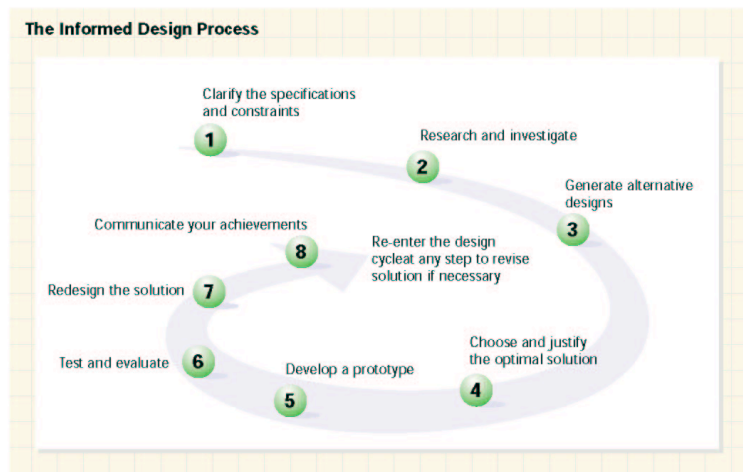 The Informed Design Process
Clarify the specifications
and constraints
1
Research and investigate
2
Generate alternative
designs
3
Communicate your achievements
8
Re-enter the design
cycleat any step to revise
solution if necessary
Redesign the solution
7
Choose and justify
the optimal solution
4
Test and evaluate
6
Develop a prototype
5